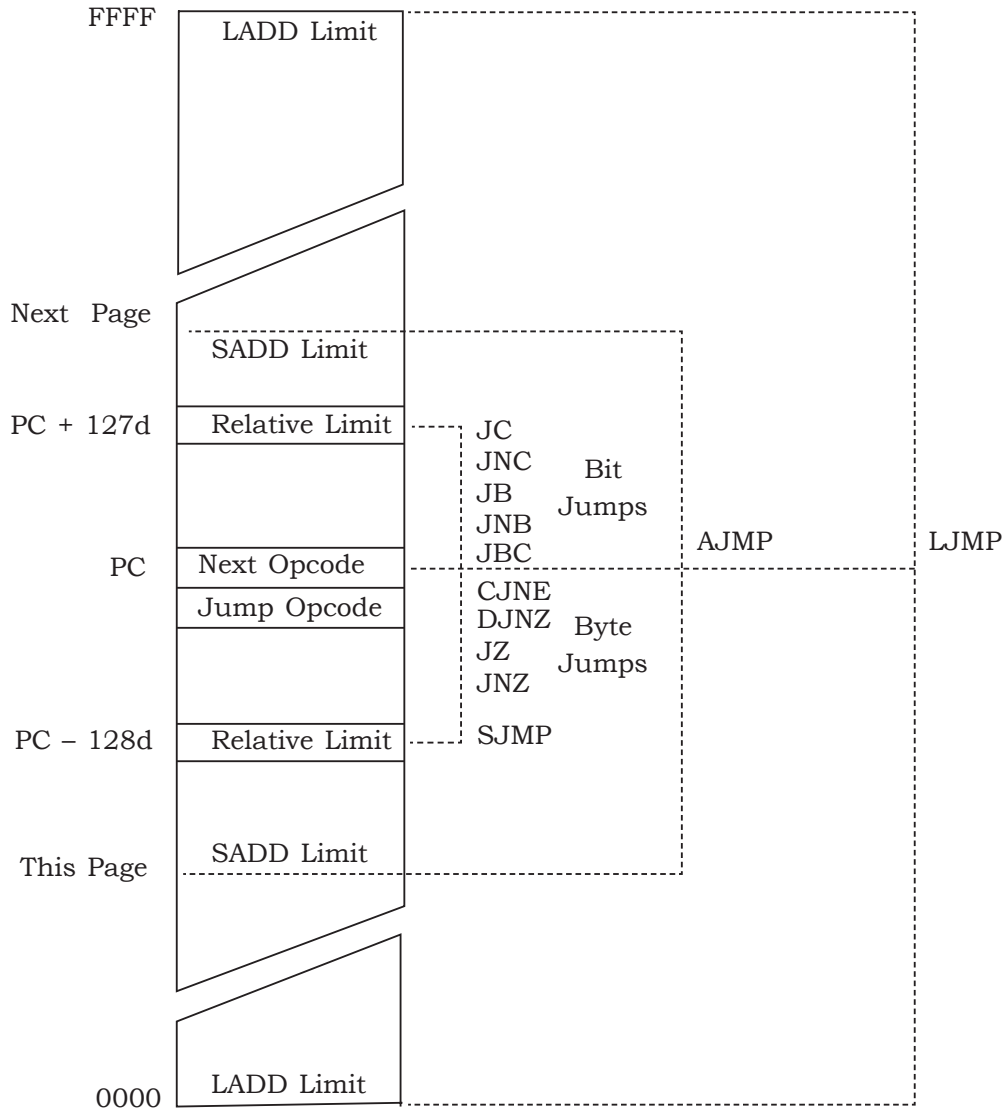 FFFF
LADD Limit
Next Page
SADD Limit
PC + 127d
Relative Limit
JC
JNC
JB
JNB
JBC
Bit
Jumps
PC
Next Opcode
AJMP
LJMP
Jump Opcode
CJNE
DJNZ
JZ
JNZ
Byte
Jumps
PC – 128d
Relative Limit
SJMP
This Page
SADD Limit
0000
LADD Limit